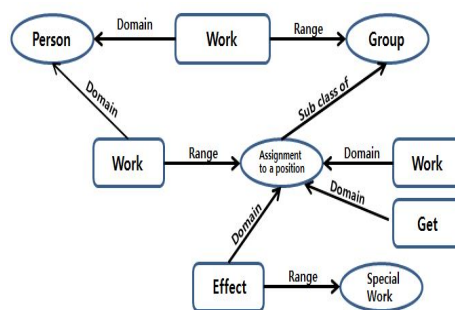 Person
Domain
Work
Range
Group
Domain
Sub class of
Work
Range
Assignment
to a position
Domain
Work
Domain
Get
Domain
Effect
Range
Special
Work